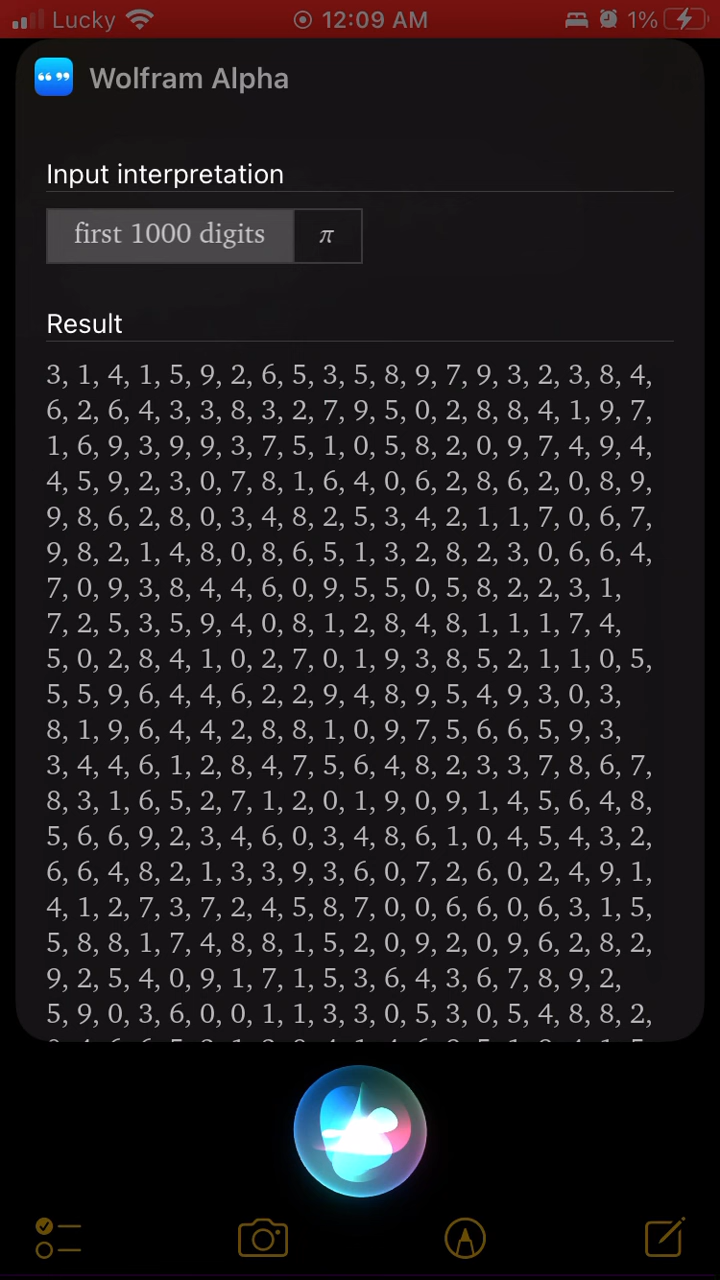 Lucky 12:09 AM 1%
Wolfram Alpha
Input interpretation
first 1000 digits π
Result
3, 1, 4, 1, 5, 9, 2, 6, 5, 3, 5, 8, 9, 7, 9, 3, 2, 3, 8, 4,
6, 2, 6, 4, 3, 3, 8, 3, 2, 7, 9, 5, 0, 2, 8, 8, 4, 1, 9, 7,
1, 6, 9, 3, 9, 9, 3, 7, 5, 1, 0, 5, 8, 2, 0, 9, 7, 4, 9, 4,
4, 5, 9, 2, 3, 0, 7, 8, 1, 6, 4, 0, 6, 2, 8, 6, 2, 0, 8, 9,
9, 8, 6, 2, 8, 0, 3, 4, 8, 2, 5, 3, 4, 2, 1, 1, 7, 0, 6, 7,
9, 8, 2, 1, 4, 8, 0, 8, 6, 5, 1, 3, 2, 8, 2, 3, 0, 6, 6, 4,
7, 0, 9, 3, 8, 4, 4, 6, 0, 9, 5, 5, 0, 5, 8, 2, 2, 3, 1,
7, 2, 5, 3, 5, 9, 4, 0, 8, 1, 2, 8, 4, 8, 1, 1, 1, 7, 4,
5, 0, 2, 8, 4, 1, 0, 2, 7, 0, 1, 9, 3, 8, 5, 2, 1, 1, 0, 5,
5, 5, 9, 6, 4, 4, 6, 2, 2, 9, 4, 8, 9, 5, 4, 9, 3, 0, 3,
8, 1, 9, 6, 4, 4, 2, 8, 8, 1, 0, 9, 7, 5, 6, 6, 5, 9, 3,
3, 4, 4, 6, 1, 2, 8, 4, 7, 5, 6, 4, 8, 2, 3, 3, 7, 8, 6, 7,
8, 3, 1, 6, 5, 2, 7, 1, 2, 0, 1, 9, 0, 9, 1, 4, 5, 6, 4, 8,
5, 6, 6, 9, 2, 3, 4, 6, 0, 3, 4, 8, 6, 1, 0, 4, 5, 4, 3, 2,
6, 6, 4, 8, 2, 1, 3, 3, 9, 3, 6, 0, 7, 2, 6, 0, 2, 4, 9, 1,
4, 1, 2, 7, 3, 7, 2, 4, 5, 8, 7, 0, 0, 6, 6, 0, 6, 3, 1, 5,
5, 8, 8, 1, 7, 4, 8, 8, 1, 5, 2, 0, 9, 2, 0, 9, 6, 2, 8, 2,
9, 2, 5, 4, 0, 9, 1, 7, 1, 5, 3, 6, 4, 3, 6, 7, 8, 9, 2,
5, 9, 0, 3, 6, 0, 0, 1, 1, 3, 3, 0, 5, 3, 0, 5, 4, 8, 8, 2,